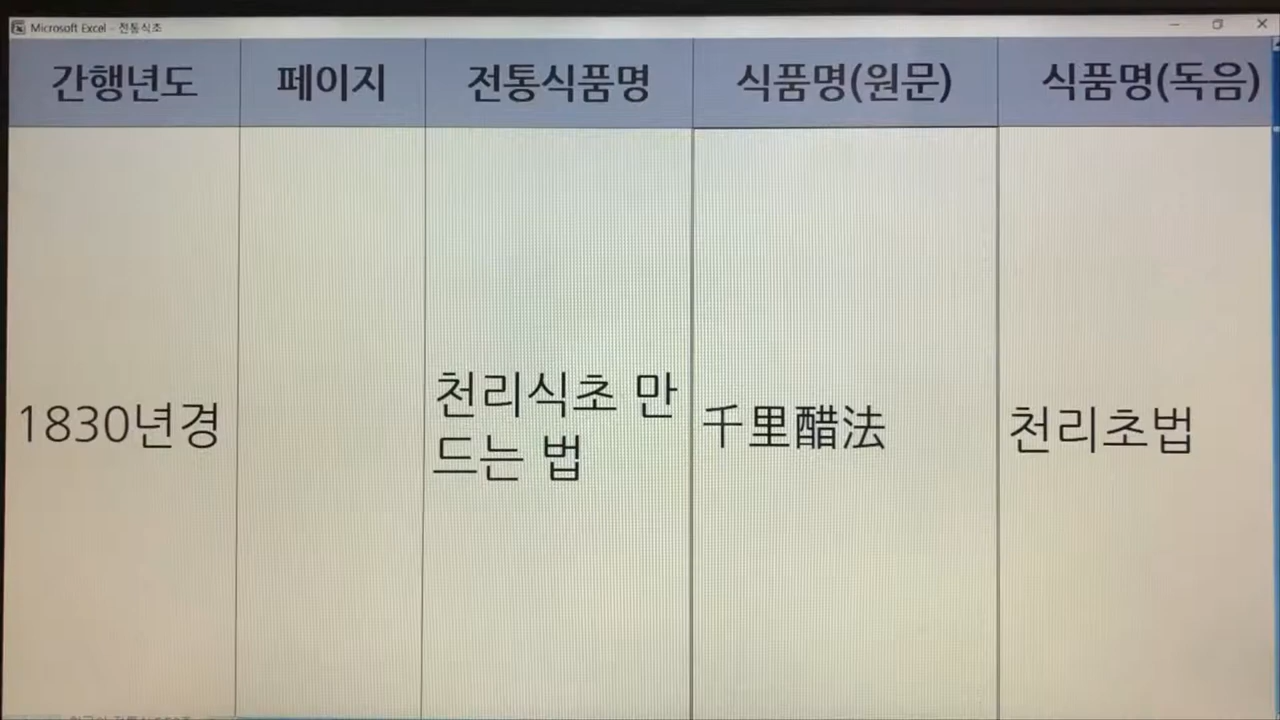 Microsoft Excel - 전통식초
간행년도 페이지 전통식품명 식품명(원문) 식품명(독음)
1830년경 천리식초 만 千里醋法 천리초법
드는 법